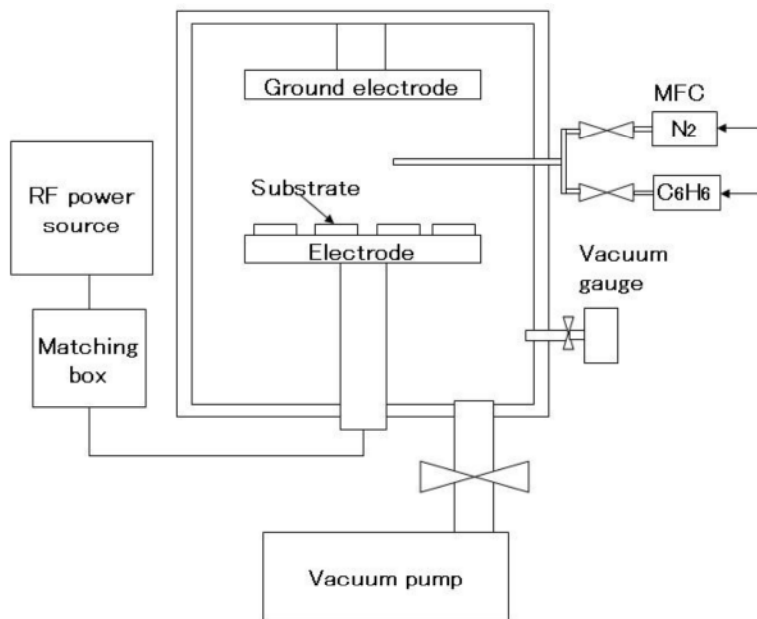 Ground electrode
MFC
N2
C6H6
RF power
source
Substrate
Electrode
Vacuum
gauge
Matching
box
Vacuum pump